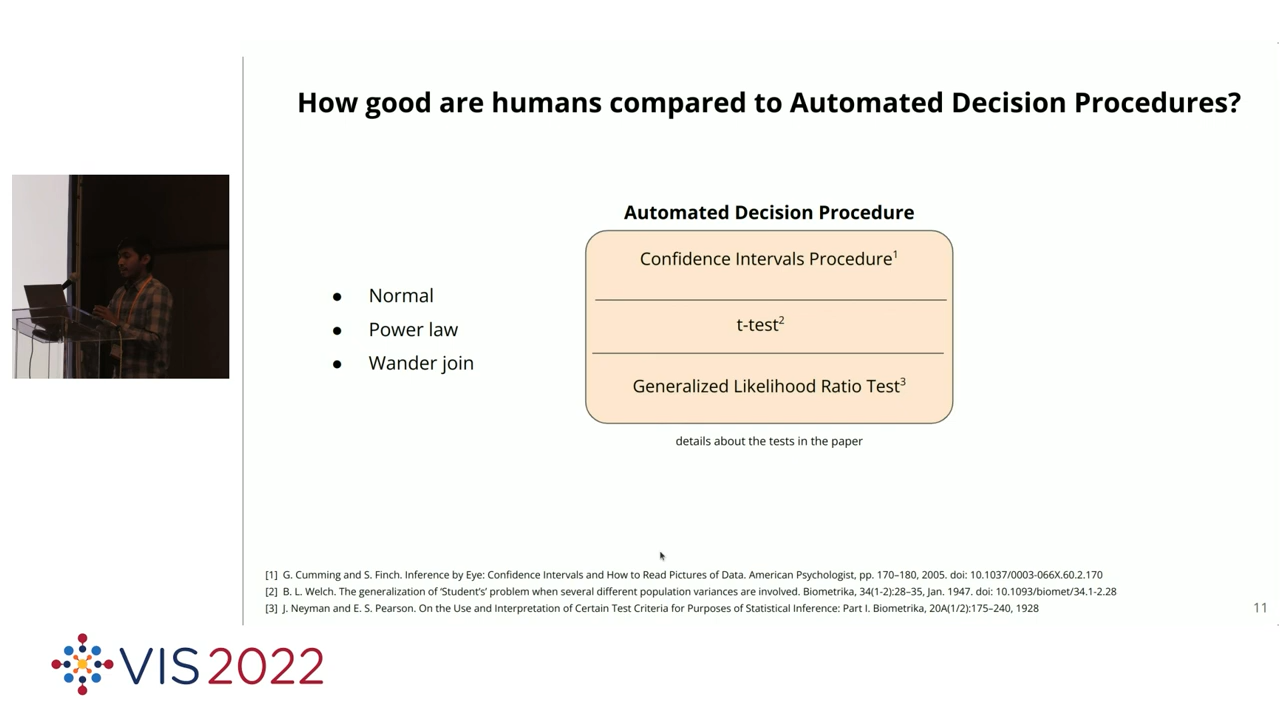 How good are humans compared to Automated Decision Procedures?
Automated Decision Procedure
Confidence Intervals Procedure1
t-test2
Generalized Likelihood Ratio Test3
details about the tests in the paper
● Normal
● Power law
● Wander join
[1] G. Cumming and S. Finch. Inference by Eye: Confidence Intervals and How to Read Pictures of Data. American Psychologist, pp. 170–180, 2005. doi: 10.1037/0003-066X.60.2.170
[2] B. L. Welch. The generalization of ‘Student’s’ problem when several different population variances are involved. Biometrika, 34(1-2):28–35, Jan. 1947. doi: 10.1093/biomet/34.1-2.28
[3] J. Neyman and E. S. Pearson. On the Use and Interpretation of Certain Test Criteria for Purposes of Statistical Inference: Part I. Biometrika, 20A(1/2):175–240, 1928
11
VIS2022